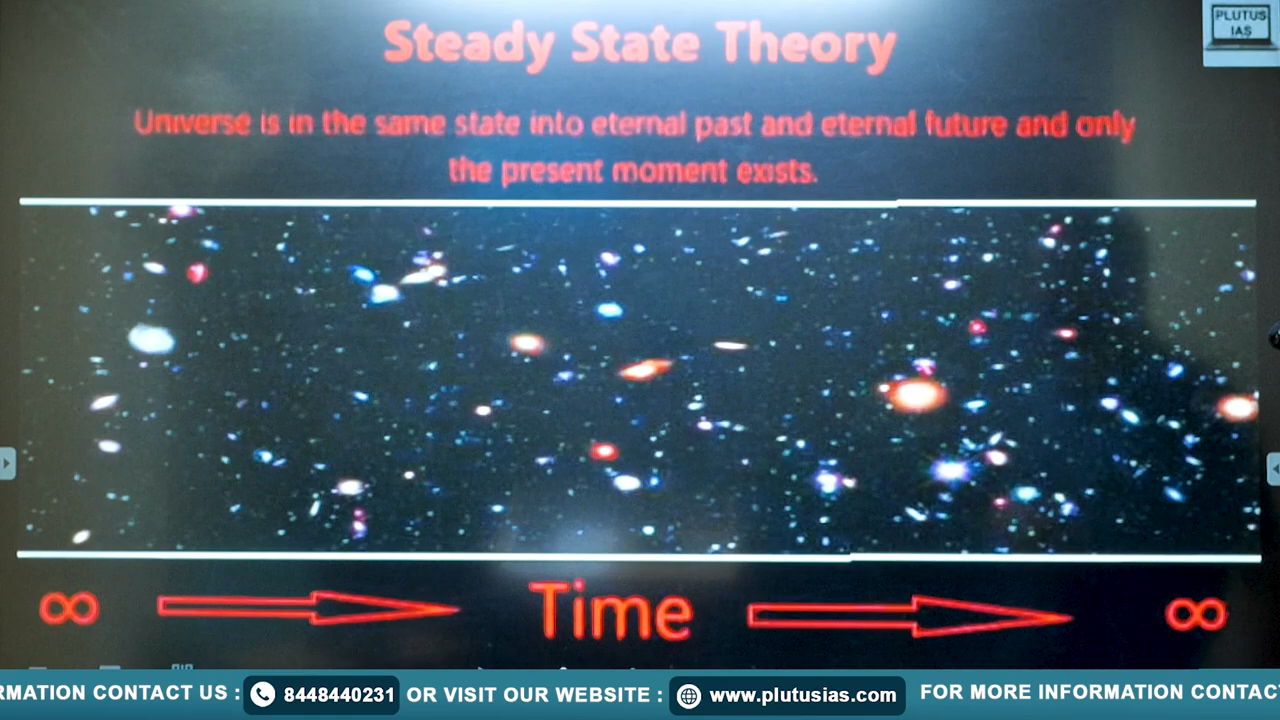 Steady State Theory
PLUTUS
IAS
Universe is in the same state into eternal past and eternal future and only
the present moment exists.
∞ Time ∞
RMATION CONTACT US : 8448440231 OR VISIT OUR WEBSITE : www.plutusias.com FOR MORE INFORMATION CONTACT